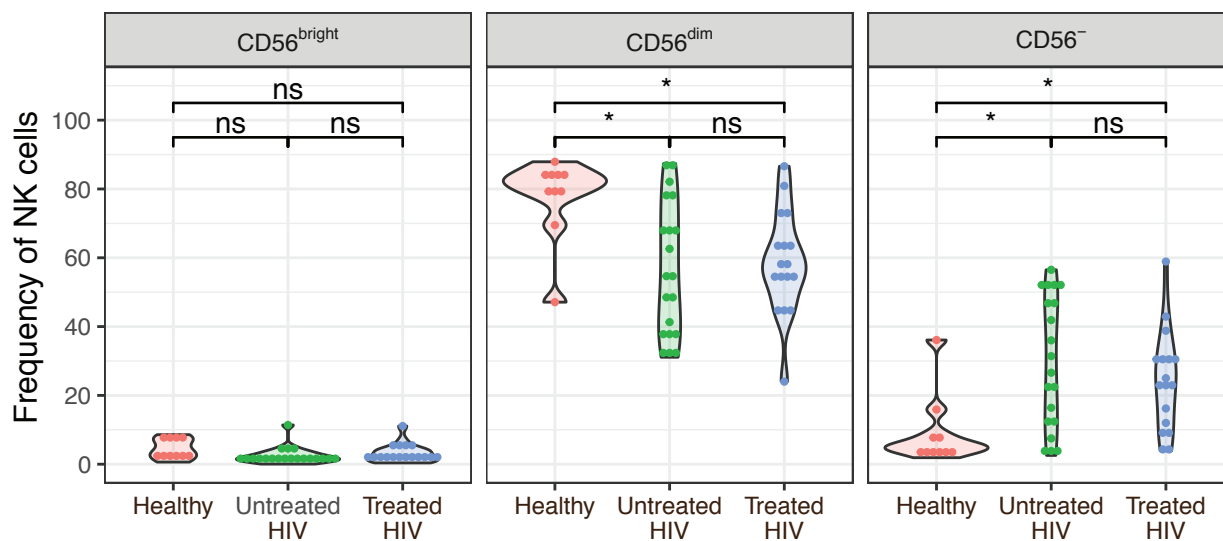 CD56bright CD56dim CD56−
ns * *
ns ns * ns * ns
Frequency of NK cells
100
80
60
40
20
0
Healthy Untreated HIV Treated HIV Healthy Untreated HIV Treated HIV Healthy Untreated HIV Treated HIV